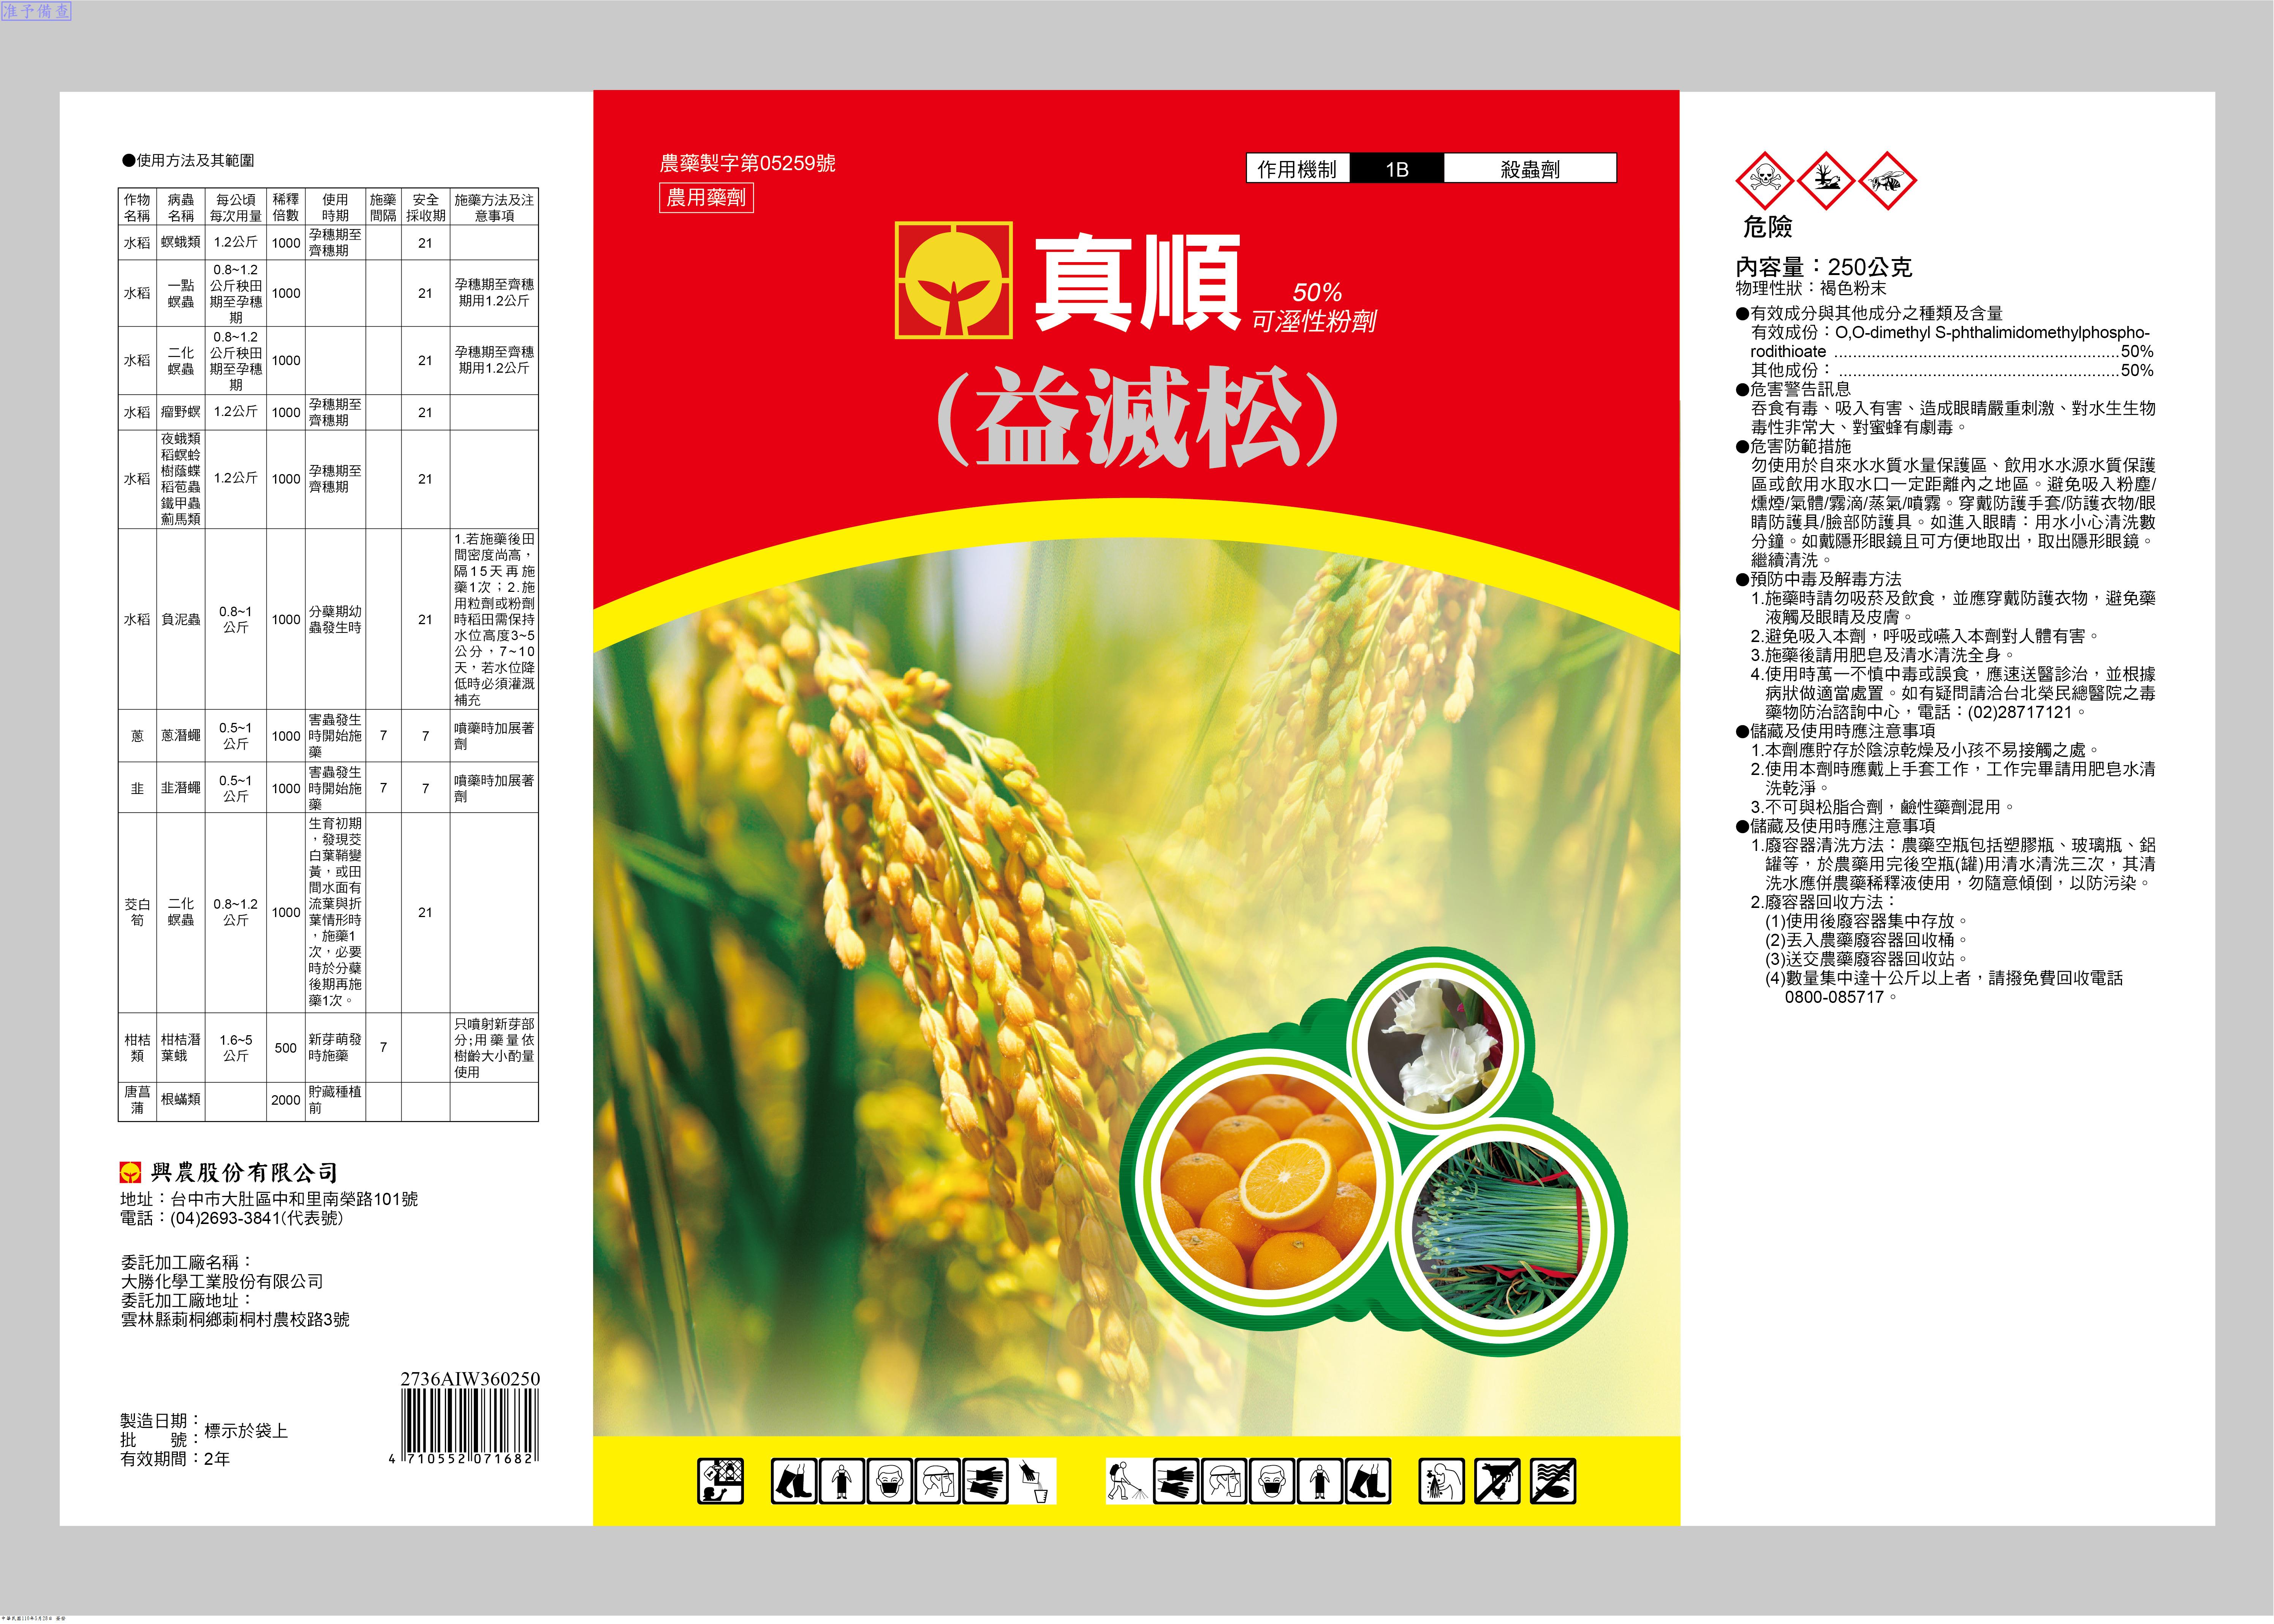 准予備查
●使用方法及其範圍
作物名稱 病蟲名稱 每公頃每次用量 稀釋倍數 使用時期 施藥間隔 安全採收期 施藥方法及注意事項
水稻 螟蛾類 1.2公斤 1000 孕穗期至齊穗期 21
水稻 一點螟蟲 0.8~1.2公斤秧田期至孕穗期 1000 21 孕穗期至齊穗期用1.2公斤
水稻 二化螟蟲 0.8~1.2公斤秧田期至孕穗期 1000 21 孕穗期至齊穗期用1.2公斤
水稻 瘤野螟 1.2公斤 1000 孕穗期至齊穗期 21
水稻 夜蛾類稻螟蛉樹蔭蝶稻苞蟲鐵甲蟲薊馬類 1.2公斤 1000 孕穗期至齊穗期 21
水稻 負泥蟲 0.8~1公斤 1000 分蘗期幼蟲發生時 21 1.若施藥後田間密度尚高，隔15天再施藥1次；2.施用粒劑或粉劑時稻田需保持水位高度3~5公分，7~10天，若水位降低時必須灌溉補充
蔥 蔥潛蠅 0.5~1公斤 1000 害蟲發生時開始施藥 7 7 噴藥時加展著劑
韭 韭潛蠅 0.5~1公斤 1000 害蟲發生時開始施藥 7 7 噴藥時加展著劑
茭白筍 二化螟蟲 0.8~1.2公斤 1000 生育初期，發現茭白葉鞘變黃，或田間水面有流葉與折葉情形時，施藥1次，必要時於分蘗後期再施藥1次。 21
柑桔類 柑桔潛葉蛾 1.6~5公斤 500 新芽萌發時施藥 7 只噴射新芽部分;用藥量依樹齡大小酌量使用
唐菖蒲 根蟎類 2000 貯藏種植前
興農股份有限公司
地址：台中市大肚區中和里南榮路101號
電話：(04)2693-3841(代表號)
委託加工廠名稱：
大勝化學工業股份有限公司
委託加工廠地址：
雲林縣莿桐鄉莿桐村農校路3號
2736AIW360250
4 710552 071682
製造日期：標示於袋上
批　　號：
有效期間：2年
農藥製字第05259號
農用藥劑
作用機制 1B 殺蟲劑
真順
50%
可溼性粉劑
(益滅松)
危險
內容量：250公克
物理性狀：褐色粉末
●有效成分與其他成分之種類及含量
有效成份：O,O-dimethyl S-phthalimidomethylphospho-
rodithioate ............................................................50%
其他成份： ...........................................................50%
●危害警告訊息
吞食有毒、吸入有害、造成眼睛嚴重刺激、對水生生物
毒性非常大、對蜜蜂有劇毒。
●危害防範措施
勿使用於自來水水質水量保護區、飲用水水源水質保護
區或飲用水取水口一定距離內之地區。避免吸入粉塵/
燻煙/氣體/霧滴/蒸氣/噴霧。穿戴防護手套/防護衣物/眼
睛防護具/臉部防護具。如進入眼睛：用水小心清洗數
分鐘。如戴隱形眼鏡且可方便地取出，取出隱形眼鏡。
繼續清洗。
●預防中毒及解毒方法
1.施藥時請勿吸菸及飲食，並應穿戴防護衣物，避免藥
液觸及眼睛及皮膚。
2.避免吸入本劑，呼吸或嚥入本劑對人體有害。
3.施藥後請用肥皂及清水清洗全身。
4.使用時萬一不慎中毒或誤食，應速送醫診治，並根據
病狀做適當處置。如有疑問請洽台北榮民總醫院之毒
藥物防治諮詢中心，電話：(02)28717121。
●儲藏及使用時應注意事項
1.本劑應貯存於陰涼乾燥及小孩不易接觸之處。
2.使用本劑時應戴上手套工作，工作完畢請用肥皂水清
洗乾淨。
3.不可與松脂合劑，鹼性藥劑混用。
●儲藏及使用時應注意事項
1.廢容器清洗方法：農藥空瓶包括塑膠瓶、玻璃瓶、鋁
罐等，於農藥用完後空瓶(罐)用清水清洗三次，其清
洗水應併農藥稀釋液使用，勿隨意傾倒，以防污染。
2.廢容器回收方法：
(1)使用後廢容器集中存放。
(2)丟入農藥廢容器回收桶。
(3)送交農藥廢容器回收站。
(4)數量集中達十公斤以上者，請撥免費回收電話
0800-085717。